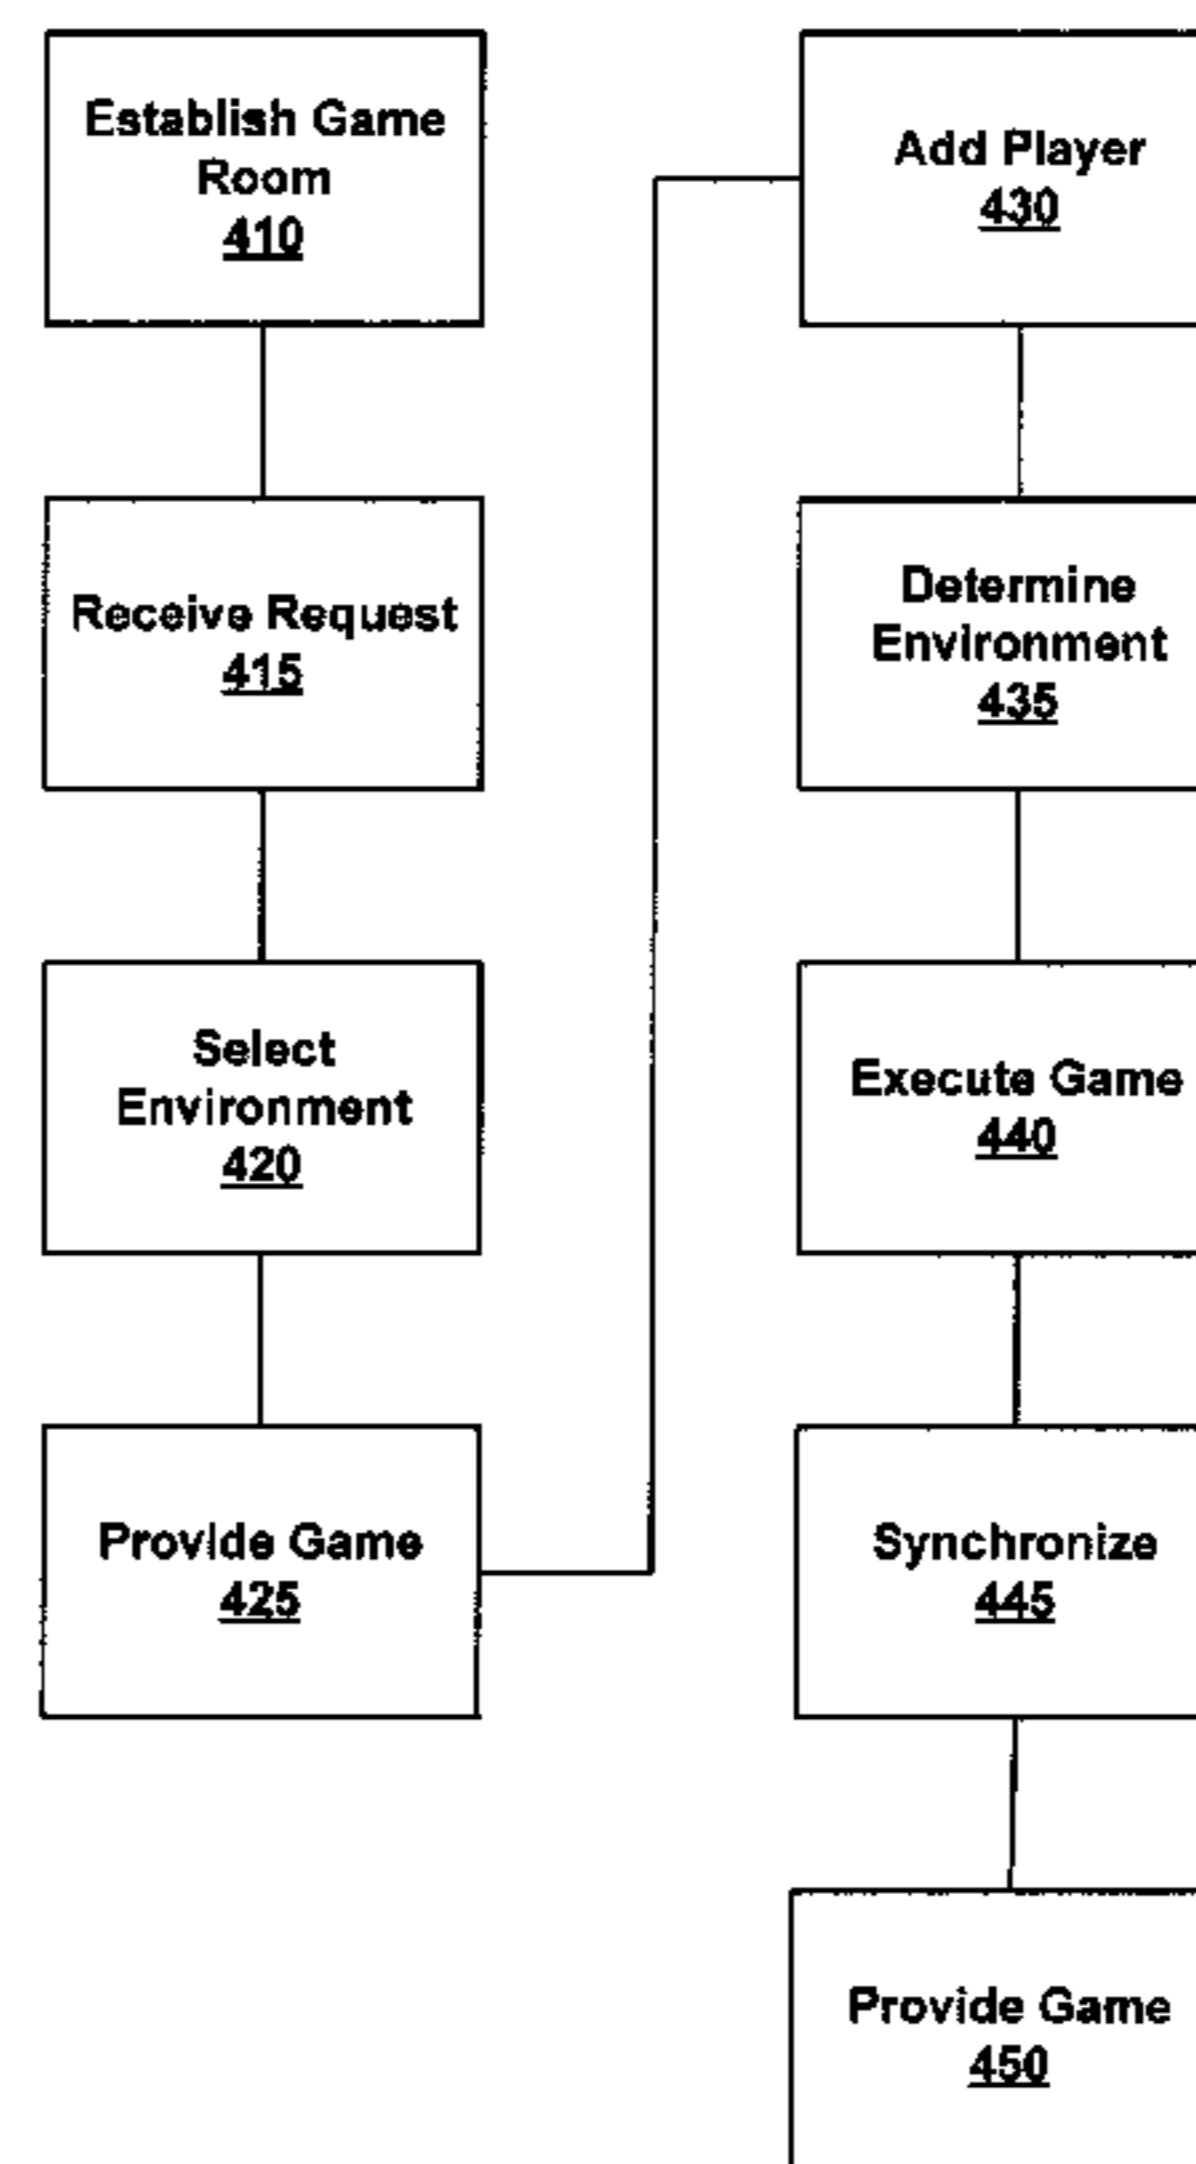 Establish Game
Room
410
Receive Request
415
Select
Environment
420
Provide Game
425
Add Player
430
Determine
Environment
435
Execute Game
440
Synchronize
445
Provide Game
450